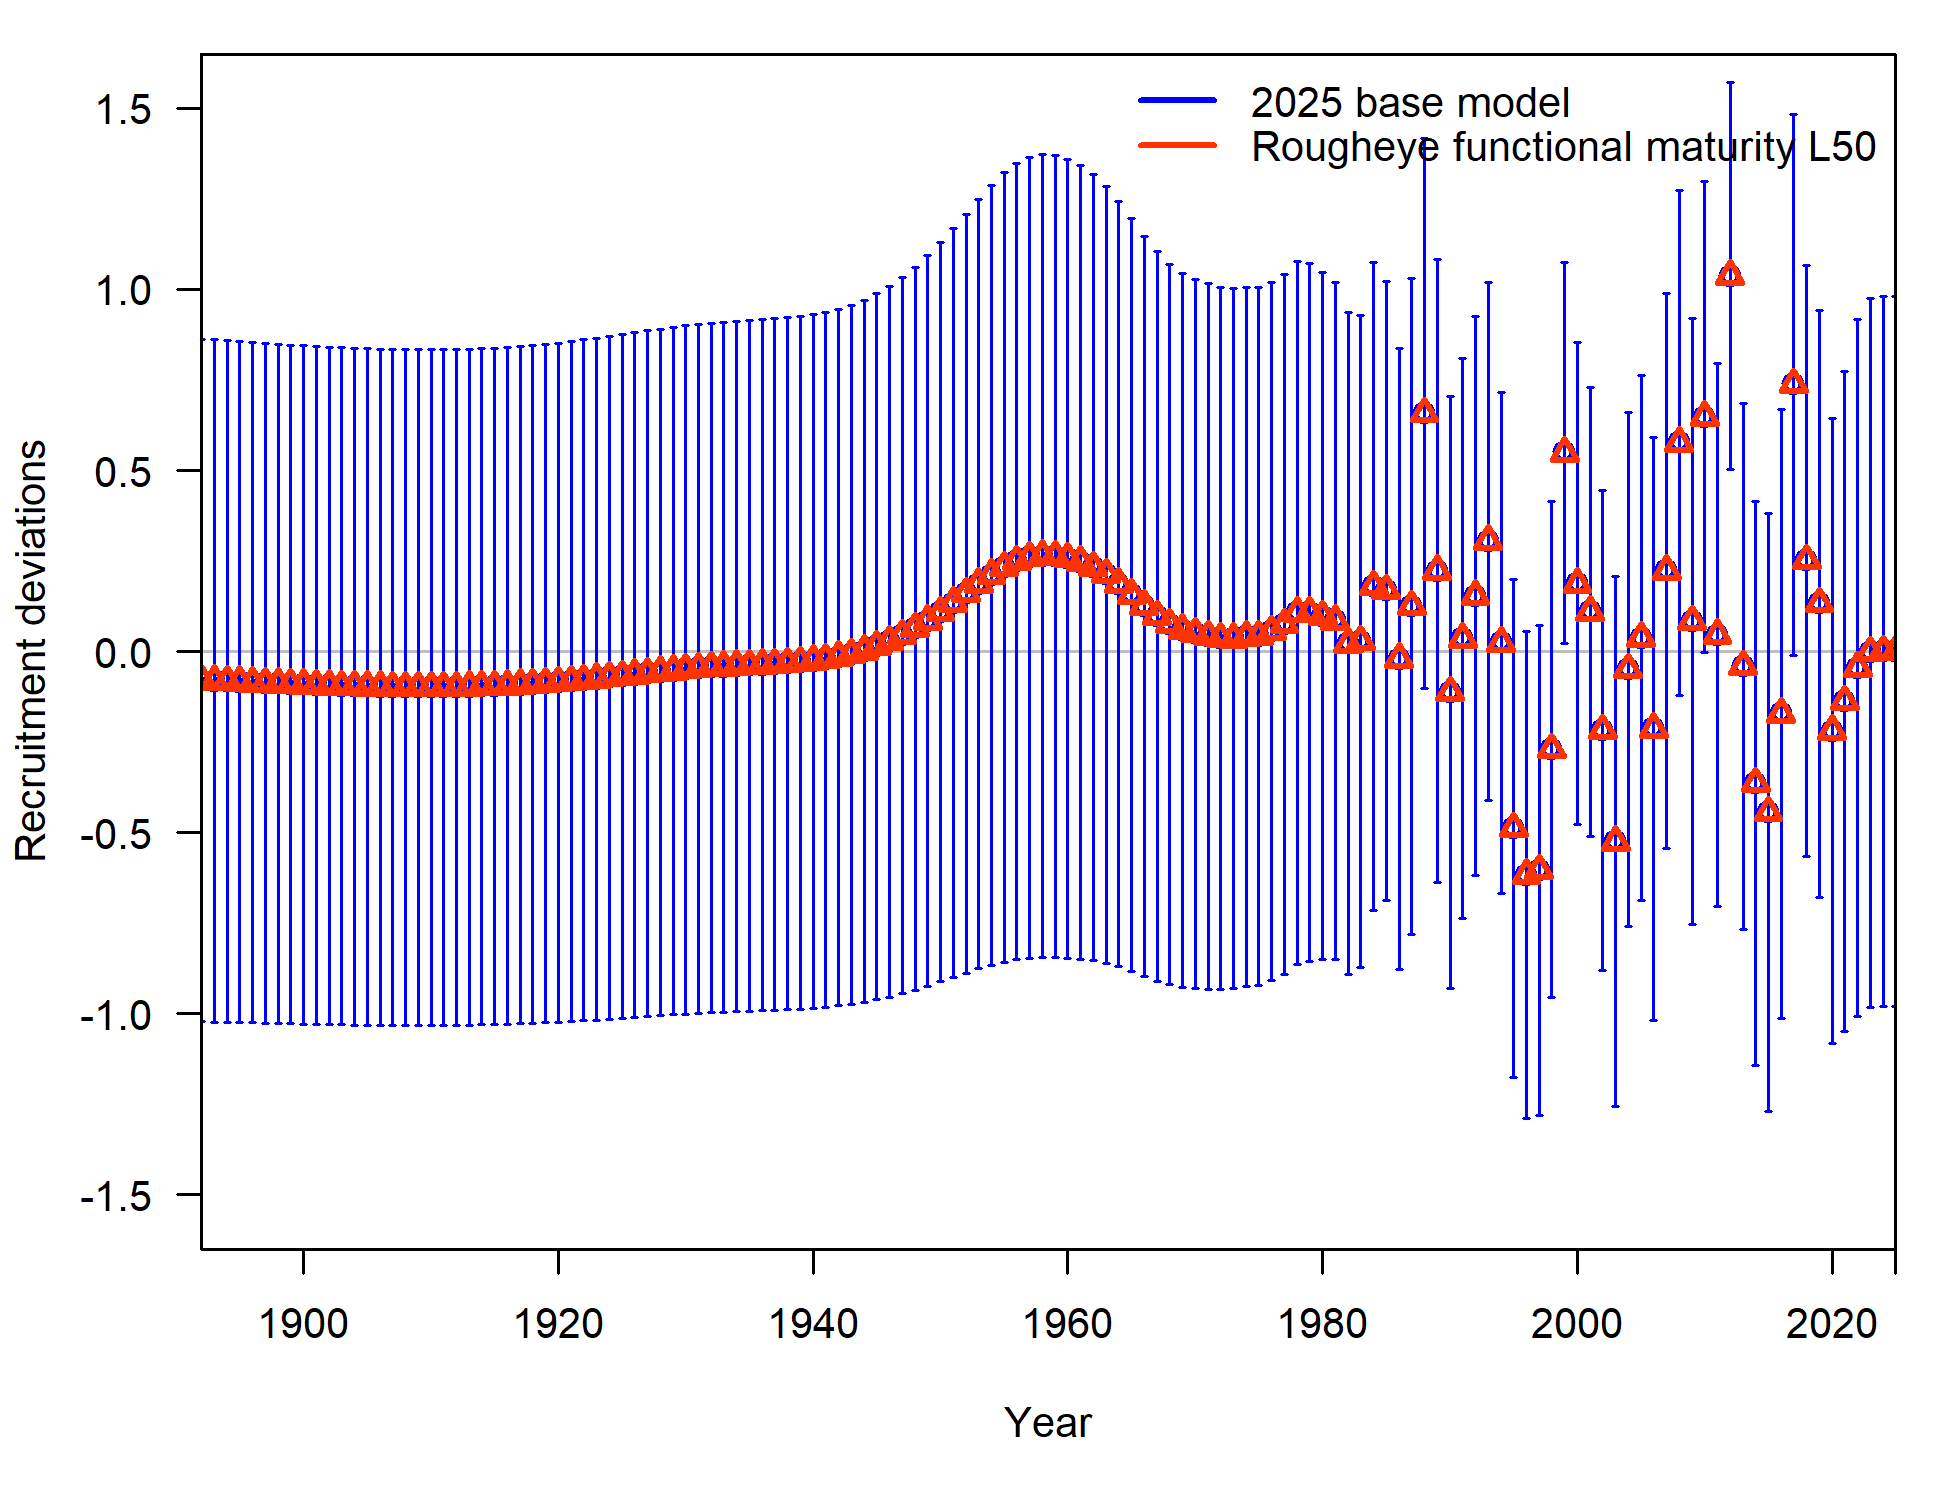 2025 base model
Rougheye functional maturity L50
1.5
1.0
0.5
0.0
-0.5
-1.0
-1.5
Recruitment deviations
1900 1920 1940 1960 1980 2000 2020
Year